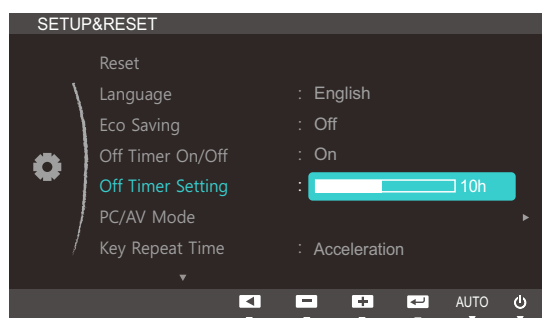 SETUP&RESET
Reset
Language : English
Eco Saving : Off
Off Timer On/Off : On
Off Timer Setting : 10h
PC/AV Mode
Key Repeat Time : Acceleration
AUTO